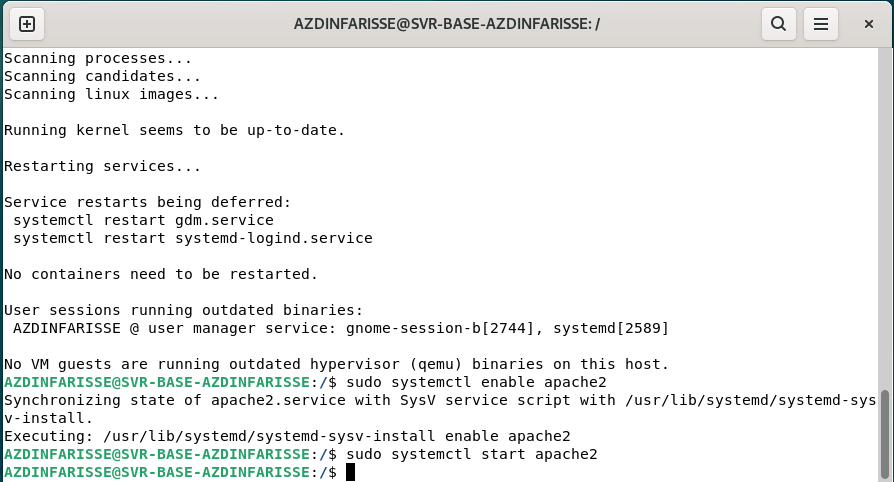 AZDINFARISSE@SVR-BASE-AZDINFARISSE: /
Scanning processes...
Scanning candidates...
Scanning linux images...
Running kernel seems to be up-to-date.
Restarting services...
Service restarts being deferred:
 systemctl restart gdm.service
 systemctl restart systemd-logind.service
No containers need to be restarted.
User sessions running outdated binaries:
 AZDINFARISSE @ user manager service: gnome-session-b[2744], systemd[2589]
No VM guests are running outdated hypervisor (qemu) binaries on this host.
AZDINFARISSE@SVR-BASE-AZDINFARISSE:/$ sudo systemctl enable apache2
Synchronizing state of apache2.service with SysV service script with /usr/lib/systemd/systemd-sys
v-install.
Executing: /usr/lib/systemd/systemd-sysv-install enable apache2
AZDINFARISSE@SVR-BASE-AZDINFARISSE:/$ sudo systemctl start apache2
AZDINFARISSE@SVR-BASE-AZDINFARISSE:/$